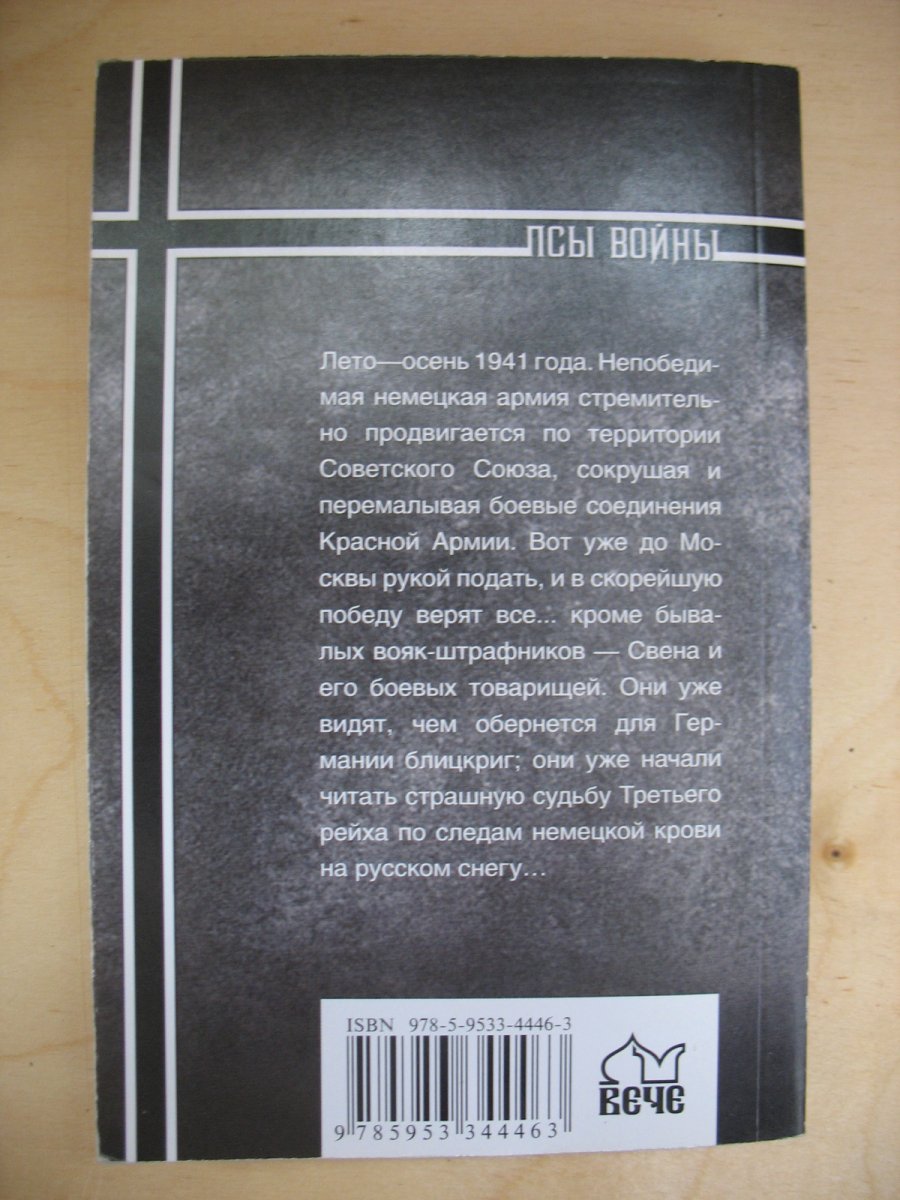 ПСЫ ВОЙНЫ
Лето—осень 1941 года. Непобеди-
мая немецкая армия стремитель-
но продвигается по территории
Советского Союза, сокрушая и
перемалывая боевые соединения
Красной Армии. Вот уже до Мо-
сквы рукой подать, и в скорейшую
победу верят все... кроме быва-
лых вояк-штрафников — Свена и
его боевых товарищей. Они уже
видят, чем обернется для Гер-
мании блицкриг; они уже начали
читать страшную судьбу Третьего
рейха по следам немецкой крови
на русском снегу...
ISBN 978-5-9533-4446-3
ВЕЧЕ
9 785953 344463